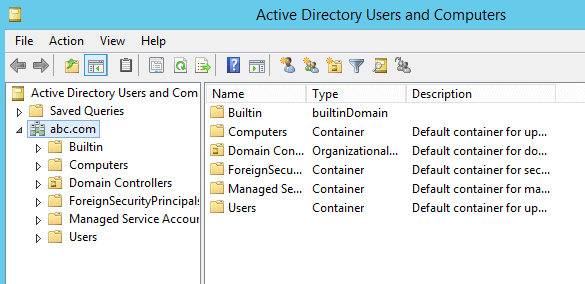 Active Directory Users and Computers
File Action View Help
Active Directory Users and Com
Saved Queries
abc.com
Builtin
Computers
Domain Controllers
ForeignSecurityPrincipals
Managed Service Accour
Users
Name Type Description
Builtin builtinDomain
Computers Container Default container for up...
Domain Con... Organizational... Default container for do...
ForeignSecu... Container Default container for sec...
Managed Se... Container Default container for ma...
Users Container Default container for up...